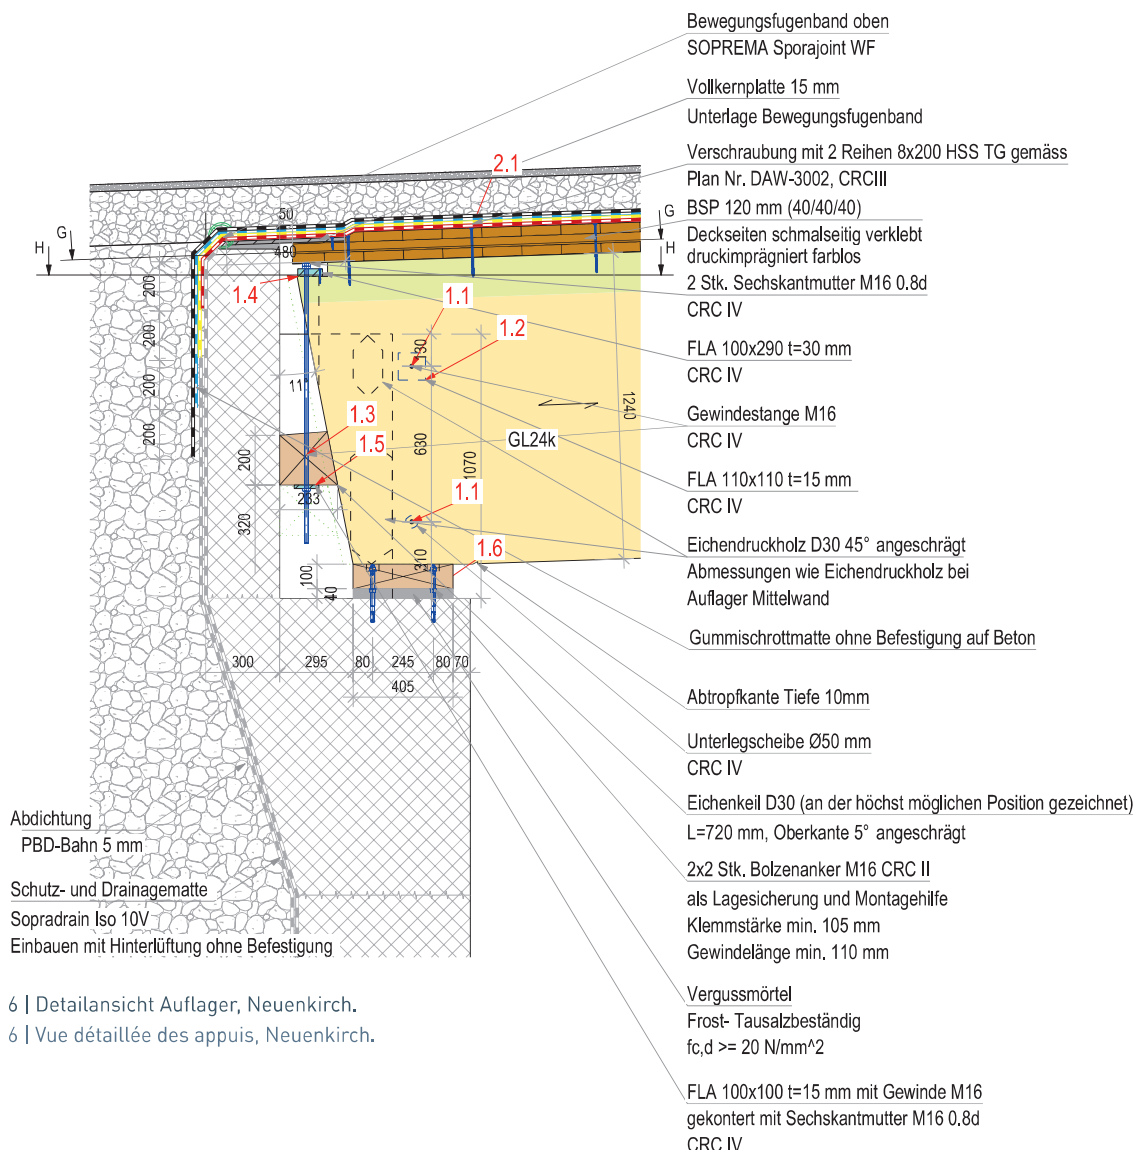 Bewegungsfugenband oben
SOPREMA Sporajoint WF
Vollkernplatte 15 mm
Unterlage Bewegungsfugenband
Verschraubung mit 2 Reihen 8x200 HSS TG gemäss
Plan Nr. DAW-3002, CRCIII
BSP 120 mm (40/40/40)
Deckseiten schmalseitig verklebt
druckimprägniert farblos
2 Stk. Sechskantmutter M16 0.8d
CRC IV
FLA 100x290 t=30 mm
CRC IV
Gewindestange M16
CRC IV
FLA 110x110 t=15 mm
CRC IV
Eichendruckholz D30 45° angeschrägt
Abmessungen wie Eichendruckholz bei
Auflager Mittelwand
Gummischrottmatte ohne Befestigung auf Beton
Abtropfkante Tiefe 10mm
Unterlegscheibe Ø50 mm
CRC IV
Eichenkeil D30 (an der höchst möglichen Position gezeichnet)
L=720 mm, Oberkante 5° angeschrägt
2x2 Stk. Bolzenanker M16 CRC II
als Lagesicherung und Montagehilfe
Klemmstärke min. 105 mm
Gewindelänge min. 110 mm
Vergussmörtel
Frost- Tausalzbeständig
fc,d >= 20 N/mm^2
FLA 100x100 t=15 mm mit Gewinde M16
gekontert mit Sechskantmutter M16 0.8d
CRC IV
2.1
50
G
G
H
H
480
1.4
1.1
1.2
200
200
200
200
130
11
1240
1.3
1.5
GL24k
630
1070
200
233
1.1
320
1.6
310
100
40
300
295
80
245
80
70
405
Abdichtung
PBD-Bahn 5 mm
Schutz- und Drainagematte
Sopradrain Iso 10V
Einbauen mit Hinterlüftung ohne Befestigung
6 | Detailansicht Auflager, Neuenkirch.
6 | Vue détaillée des appuis, Neuenkirch.